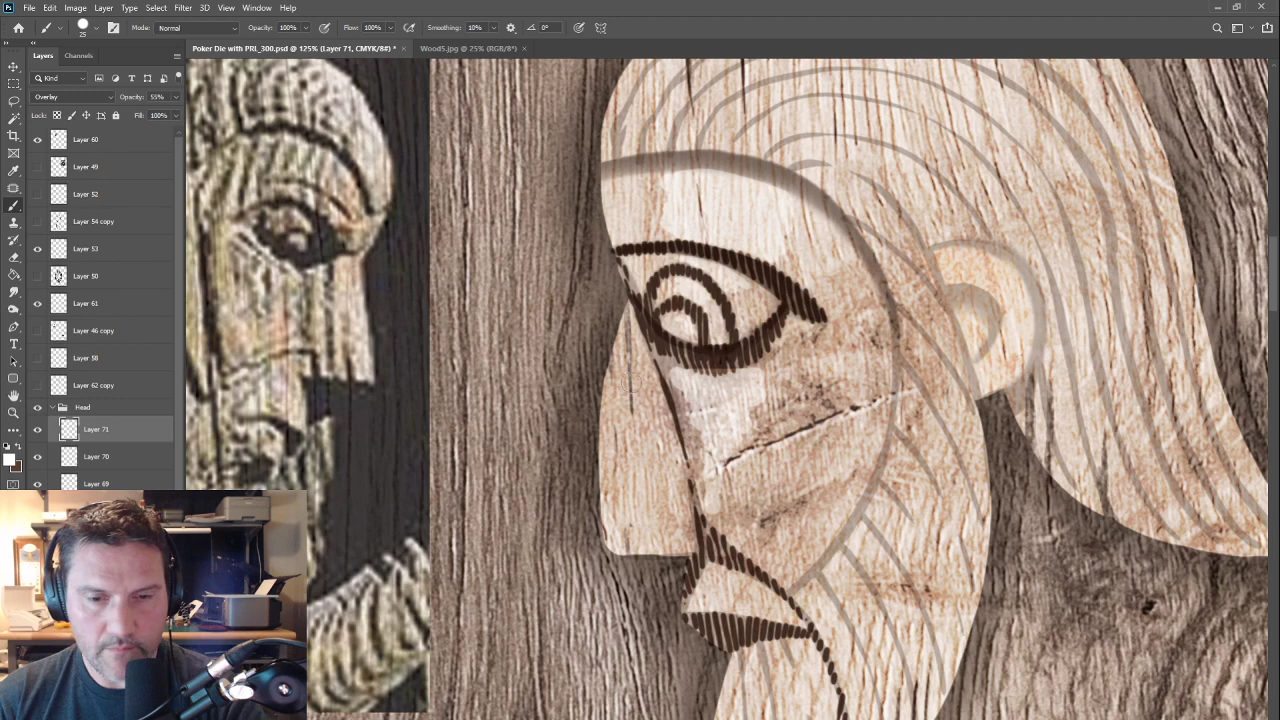 File Edit Image Layer Type Select Filter 3D View Window Help
25 Mode: Normal Opacity: 100% Flow: 100% Smoothing: 10% 0°
Layers Channels
Poker Die with PRL_300.psd @ 125% (Layer 71, CMYK/8#) * × Wood5.jpg @ 25% (RGB/8*) ×
Kind
Overlay Opacity: 55%
Lock: Fill: 100%
Layer 60
Layer 49
Layer 52
Layer 54 copy
Layer 53
Layer 50
Layer 61
Layer 46 copy
Layer 58
Layer 62 copy
Head
Layer 71
Layer 70
Layer 69